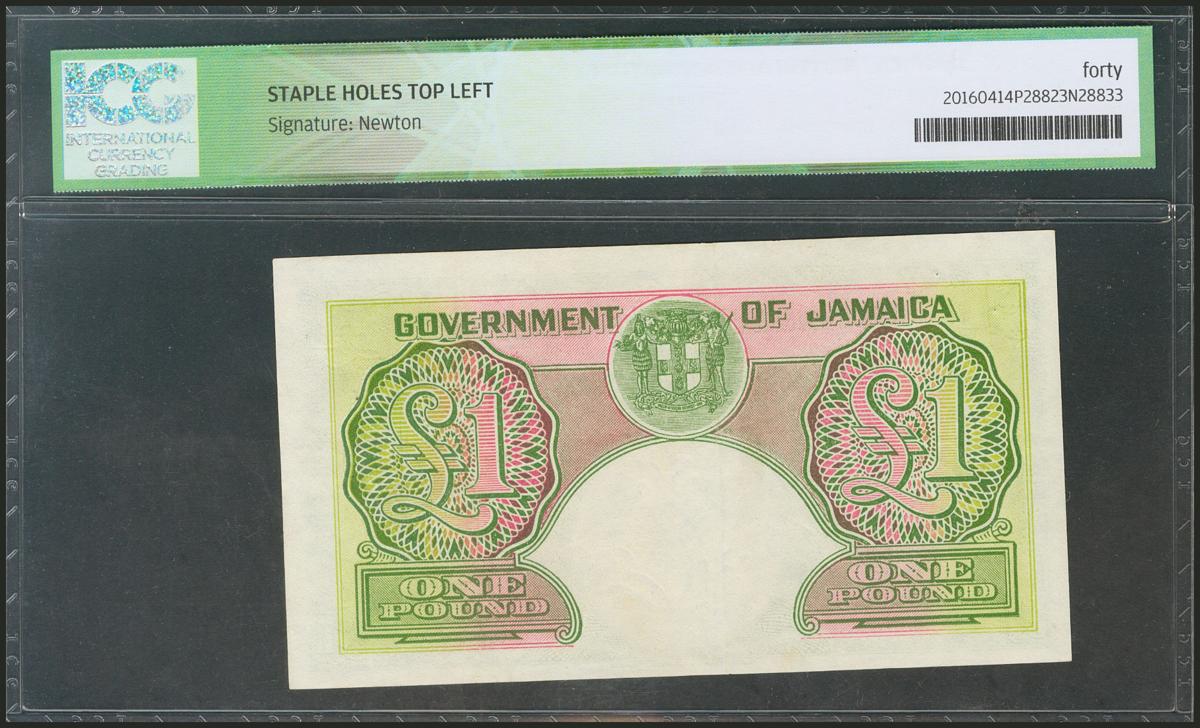 ICG
INTERNATIONAL
CURRENCY
GRADING
STAPLE HOLES TOP LEFT
Signature: Newton
forty
20160414P28823N28833
GOVERNMENT OF JAMAICA
£1 £1
ONE
POUND
ONE
POUND